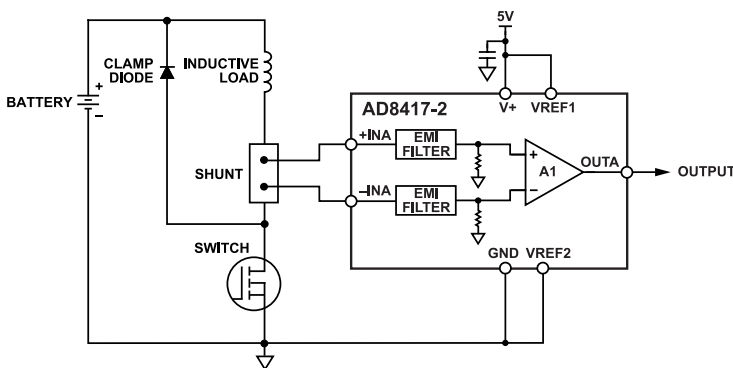 5V
CLAMP
DIODE
INDUCTIVE
LOAD
BATTERY
+
−
AD8417-2
V+
VREF1
+INA
EMI
FILTER
SHUNT
+
A1
−
OUTA
OUTPUT
−INA
EMI
FILTER
SWITCH
GND
VREF2